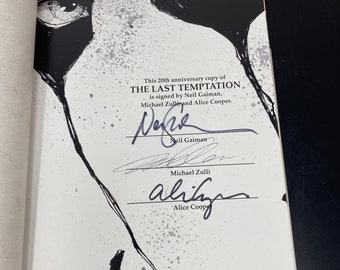 This 20th anniversary copy of
THE LAST TEMPTATION
is signed by Neil Gaiman,
Michael Zulli and Alice Cooper.
Neil Gaiman
Michael Zulli
Alice Cooper